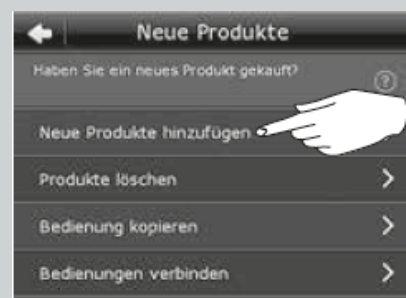 Neue Produkte
Haben Sie ein neues Produkt gekauft?
?
Neue Produkte hinzufügen
Produkte löschen
Bedienung kopieren
Bedienungen verbinden